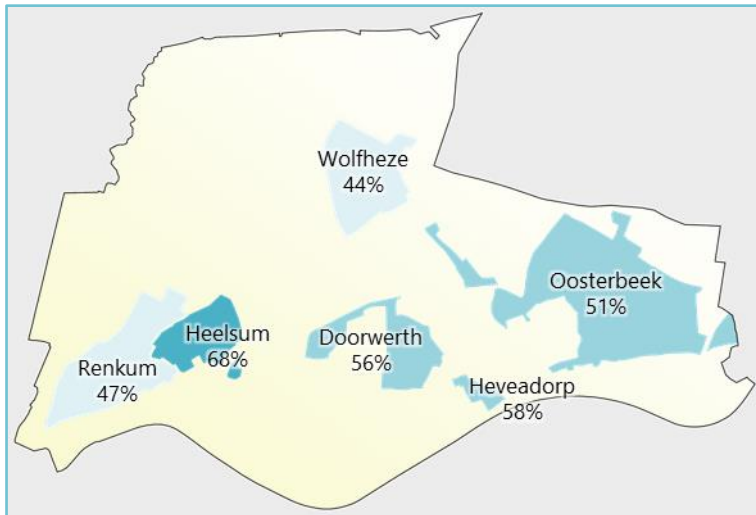 Wolfheze
44%
Oosterbeek
51%
Heelsum
68%
Doorwerth
56%
Renkum
47%
Heveadorp
58%